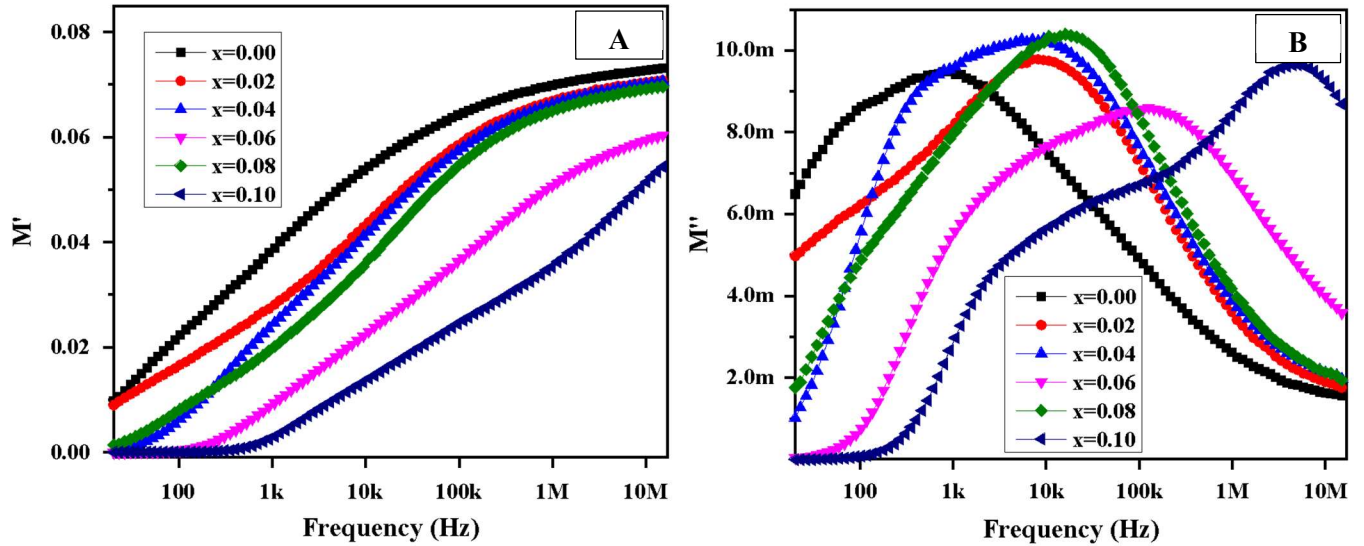 A
0.08
0.06
0.04
0.02
0.00
M'
x=0.00
x=0.02
x=0.04
x=0.06
x=0.08
x=0.10
100
1k
10k
100k
1M
10M
Frequency (Hz)
B
10.0m
8.0m
6.0m
4.0m
2.0m
M''
x=0.00
x=0.02
x=0.04
x=0.06
x=0.08
x=0.10
100
1k
10k
100k
1M
10M
Frequency (Hz)